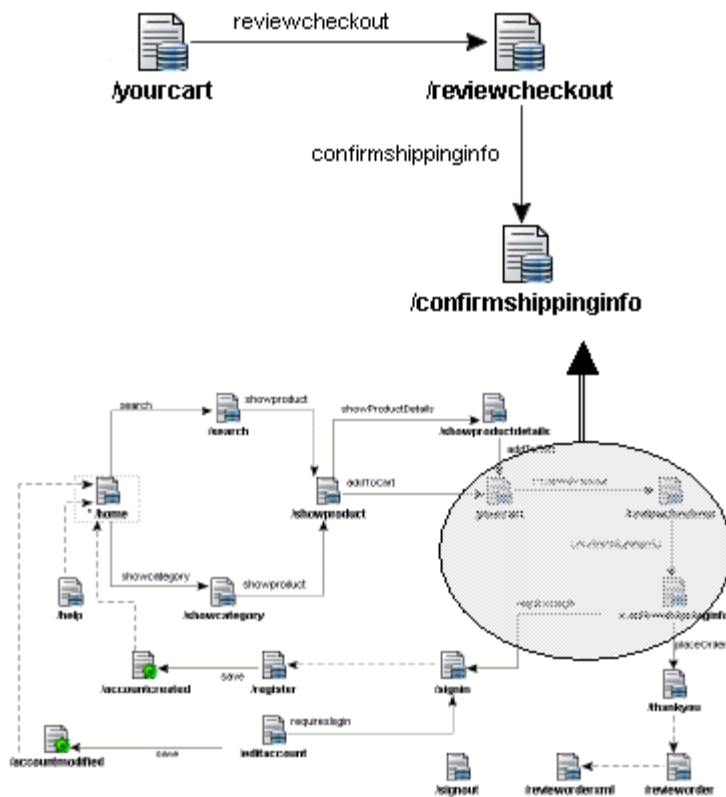 reviewcheckout
/yourcart
/reviewcheckout
confirmshippinginfo
/confirmshippinginfo
search
showproduct
/search
showProductDetails
/showproductdetails
addToCart
/home
/showproduct
showcategory
showproduct
/help
/showcategory
placeOrder
/accountcreated
save
/register
/signin
/thankyou
requireslogin
/accountmodified
save
/editaccount
/signout
/revieworderxml
/revieworder